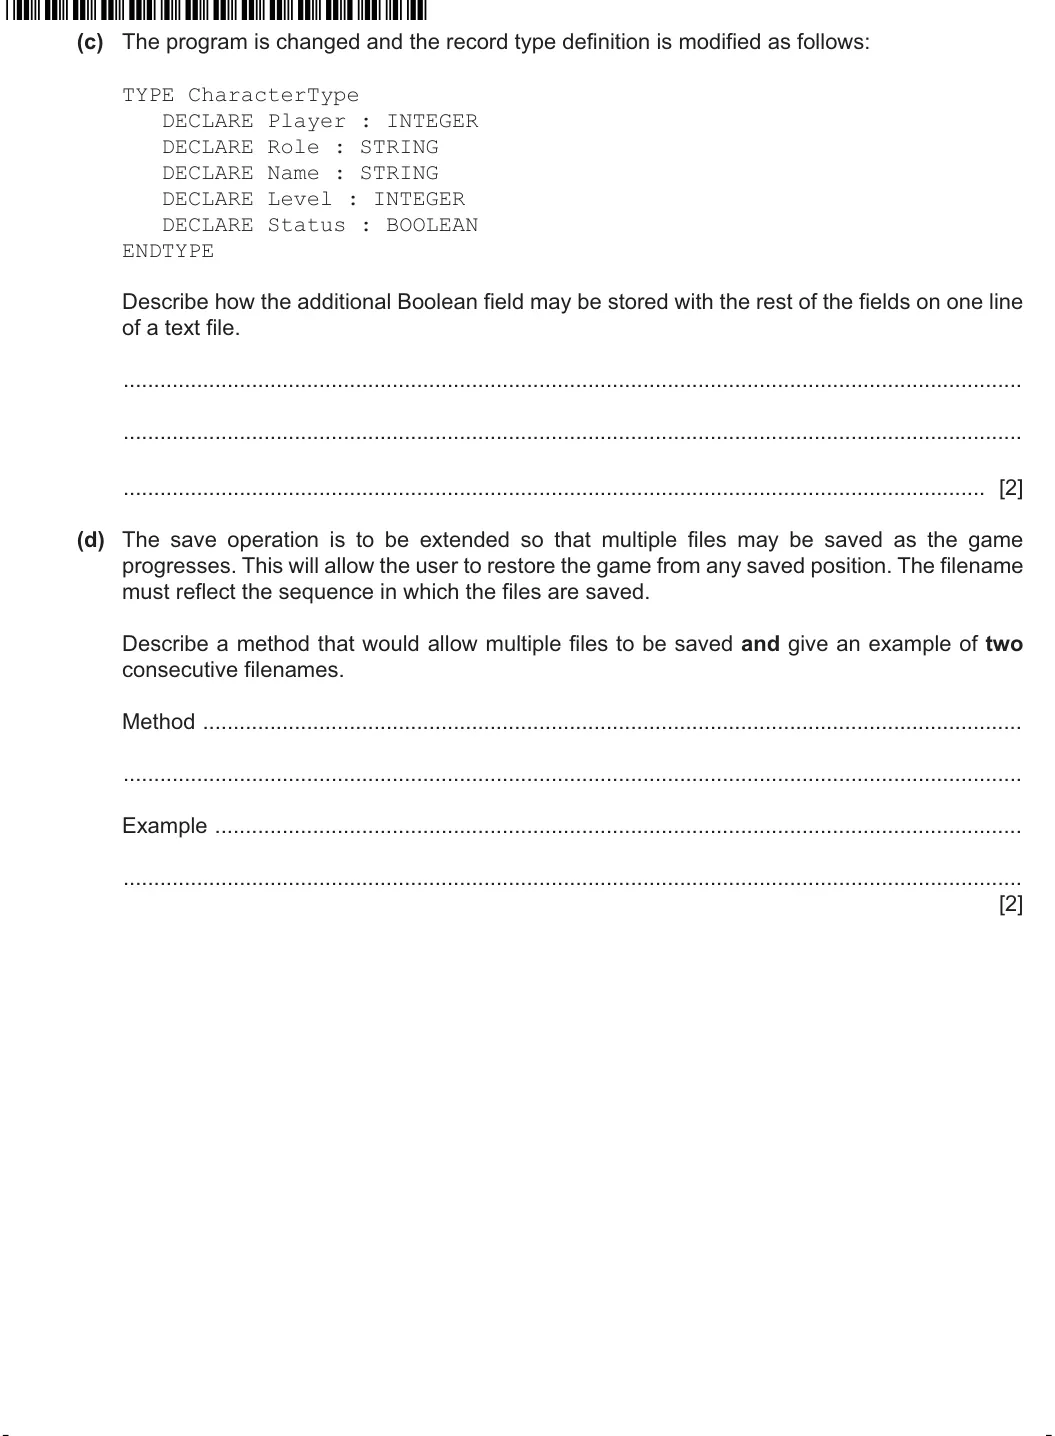 (c) The program is changed and the record type definition is modified as follows:
TYPE CharacterType
DECLARE Player : INTEGER
DECLARE Role : STRING
DECLARE Name : STRING
DECLARE Level : INTEGER
DECLARE Status : BOOLEAN
ENDTYPE
Describe how the additional Boolean field may be stored with the rest of the fields on one line
of a text file.
[2]
(d) The save operation is to be extended so that multiple files may be saved as the game
progresses. This will allow the user to restore the game from any saved position. The filename
must reflect the sequence in which the files are saved.
Describe a method that would allow multiple files to be saved and give an example of two
consecutive filenames.
Method
Example
[2]